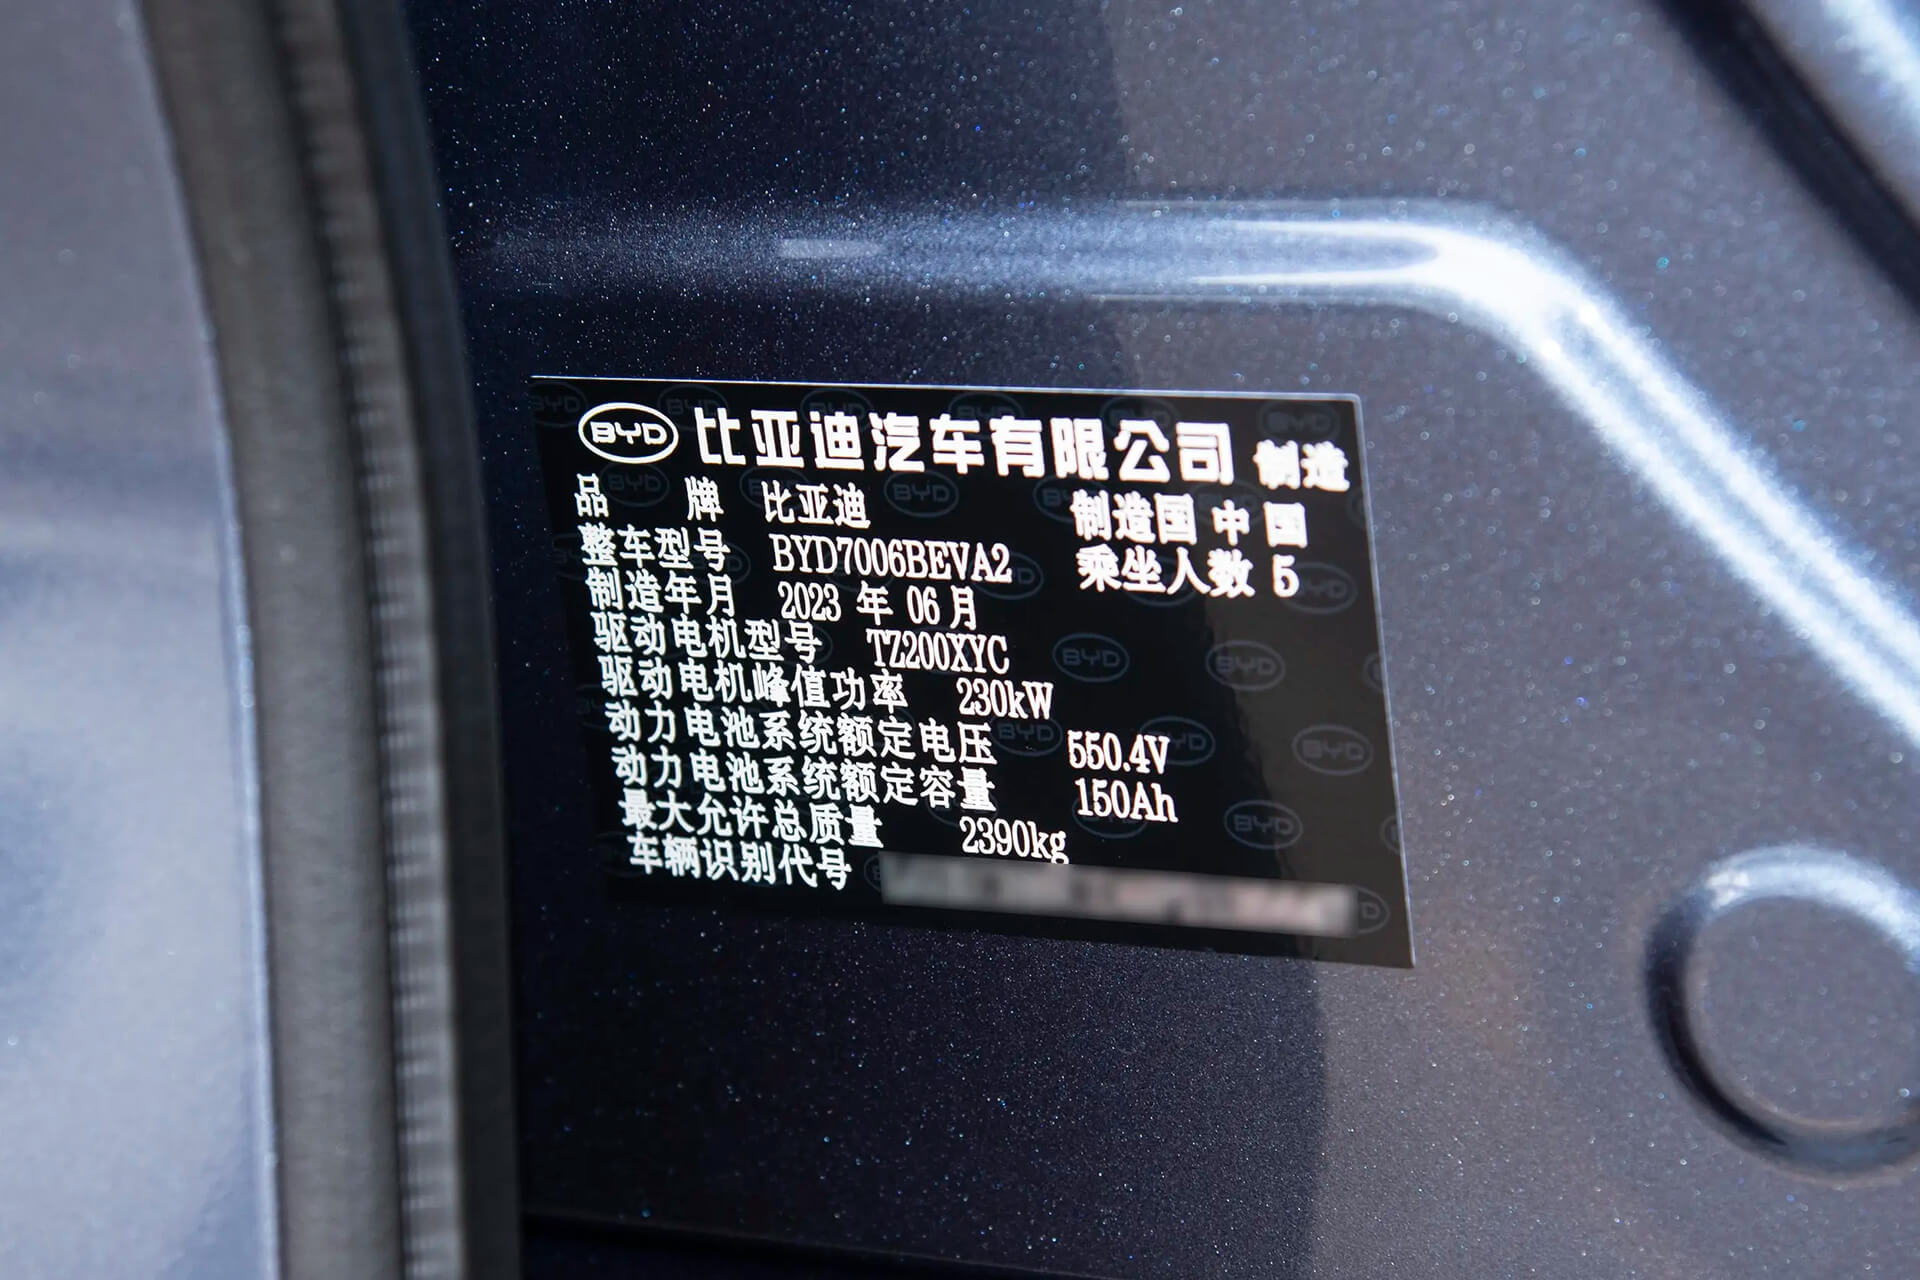 BYD 比亚迪汽车有限公司 制造
品 牌 比亚迪 制造国 中国
整车型号 BYD7006BEVA2 乘坐人数 5
制造年月 2023 年 06 月
驱动电机型号 TZ200XYC
驱动电机峰值功率 230kW
动力电池系统额定电压 550.4V
动力电池系统额定容量 150Ah
最大允许总质量 2390kg
车辆识别代号